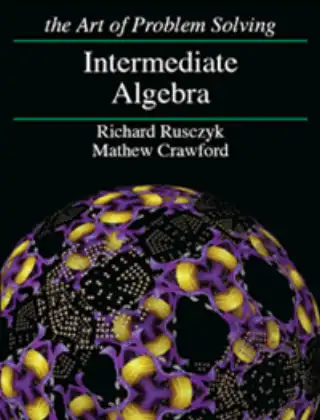 the Art of Problem Solving
Intermediate
Algebra
Richard Rusczyk
Mathew Crawford